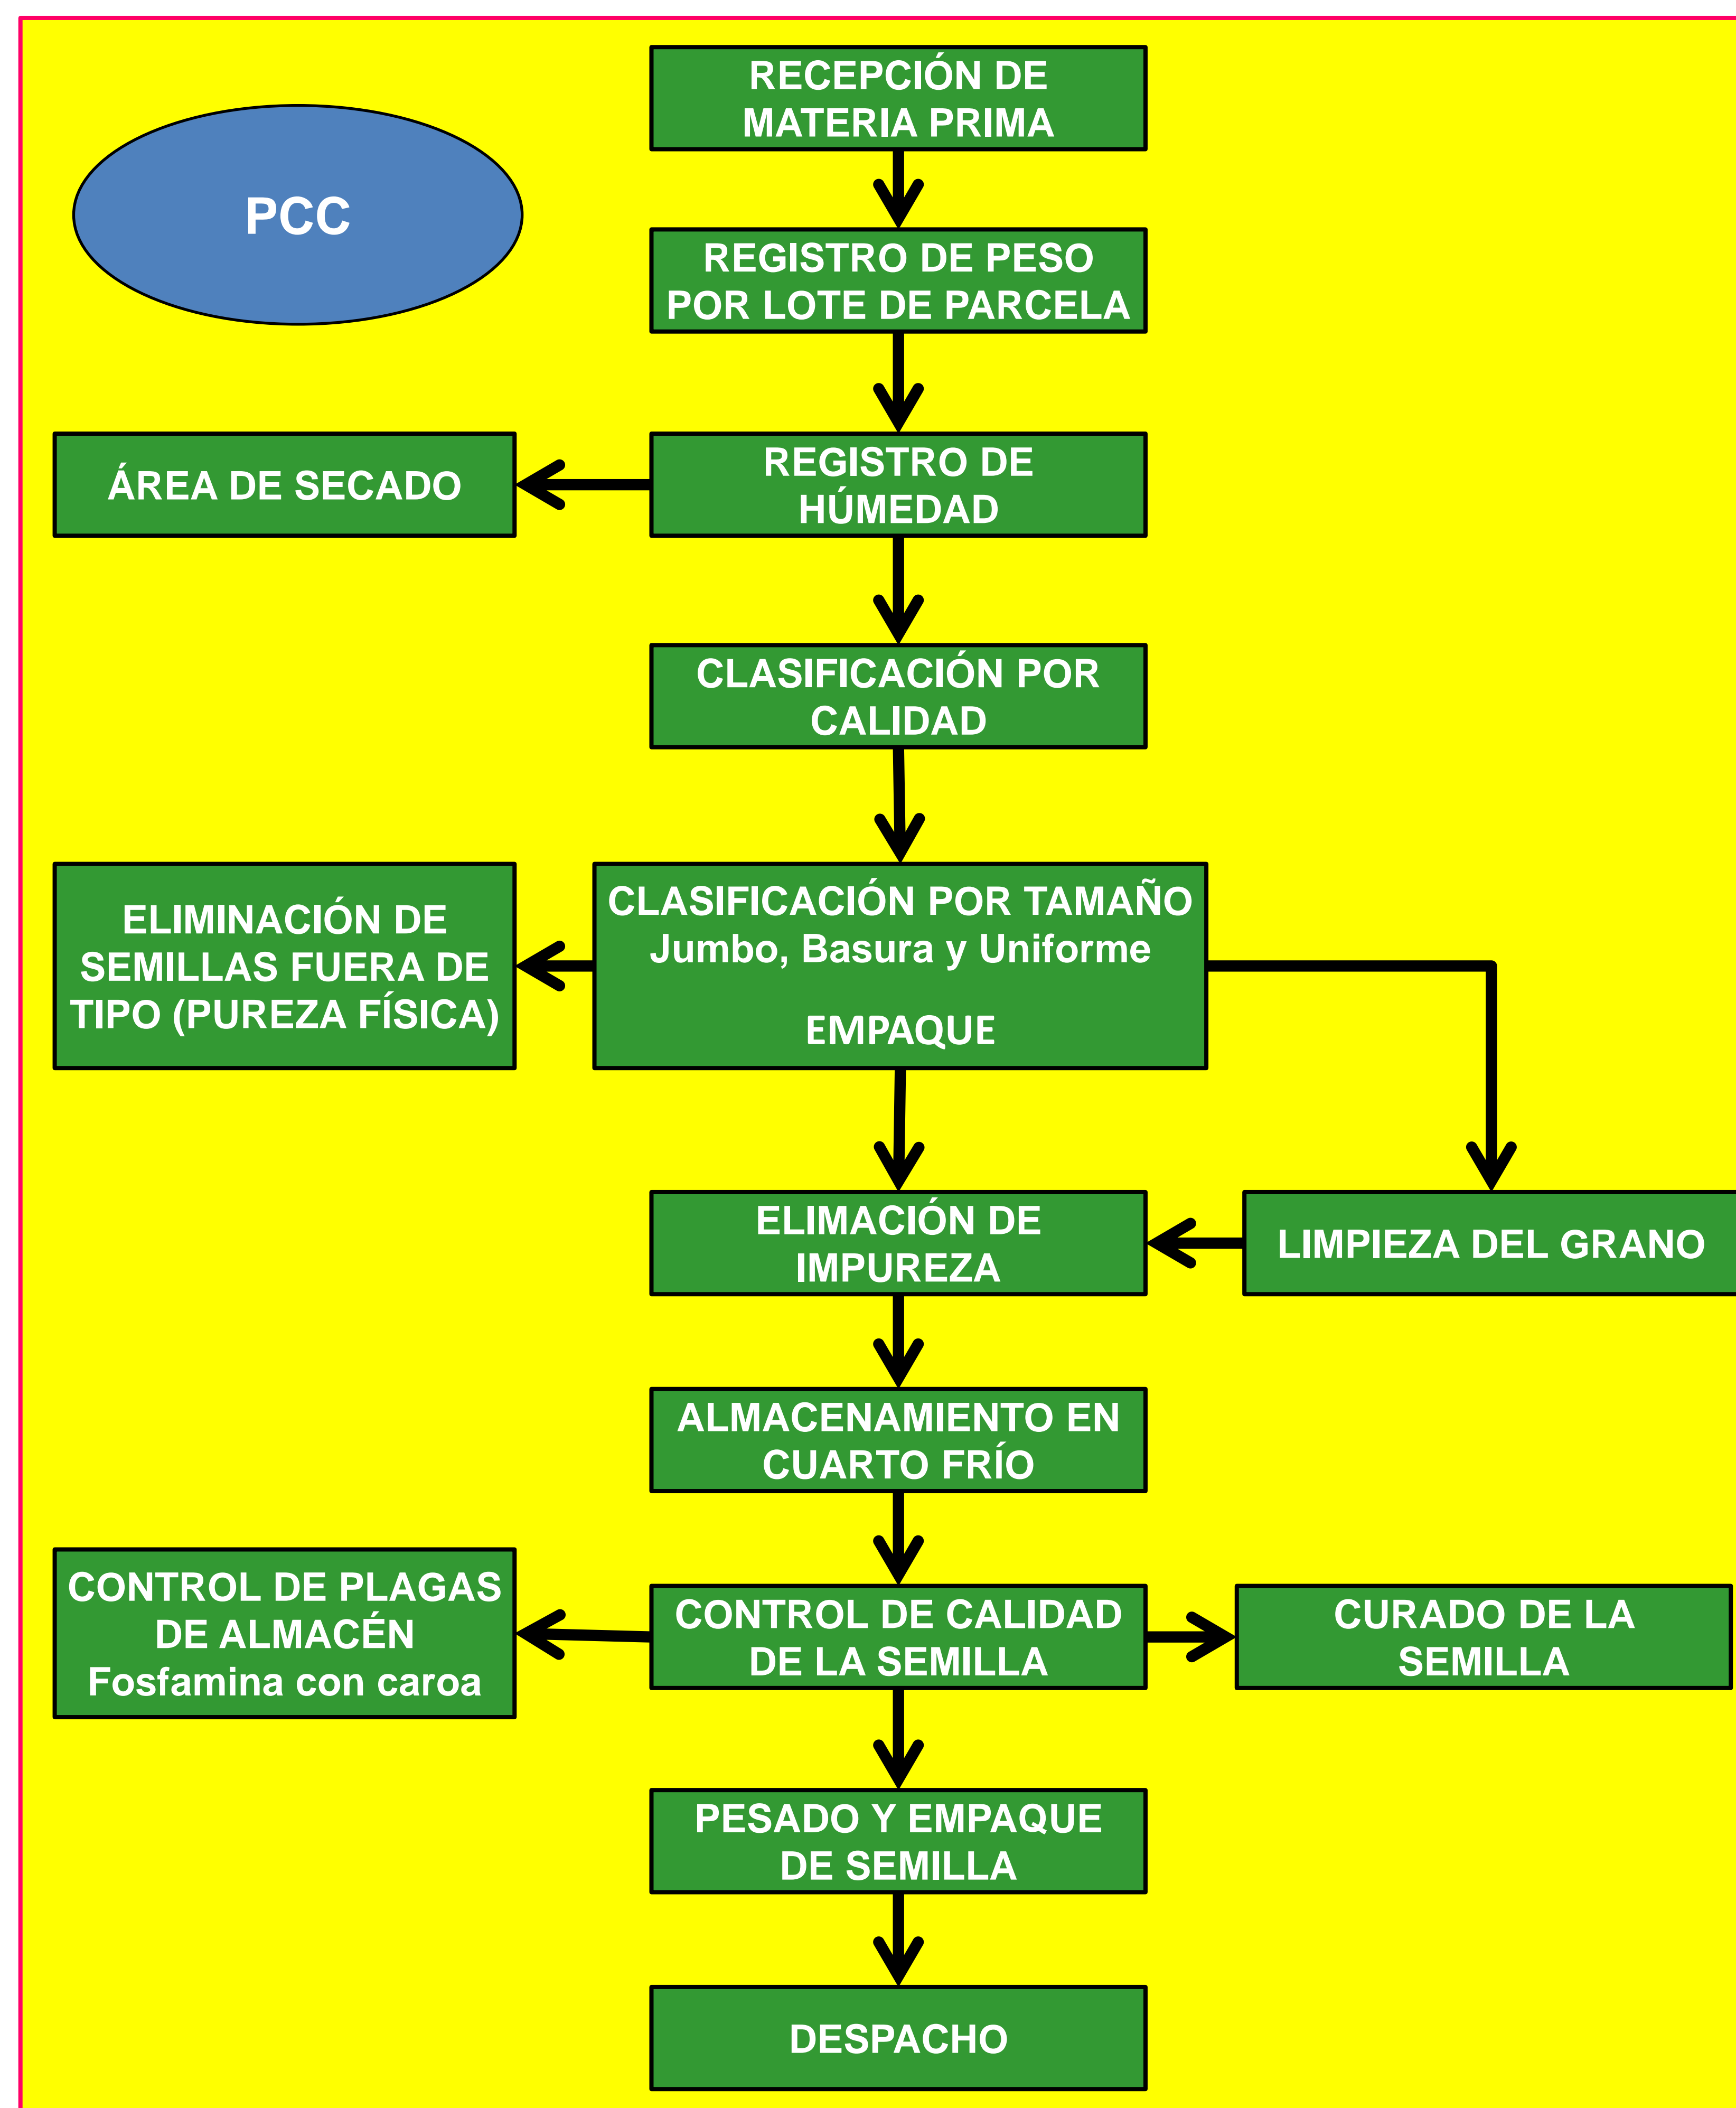 RECEPCIÓN DE
MATERIA PRIMA
PCC
REGISTRO DE PESO
POR LOTE DE PARCELA
ÁREA DE SECADO
REGISTRO DE
HÚMEDAD
CLASIFICACIÓN POR
CALIDAD
ELIMINACIÓN DE
SEMILLAS FUERA DE
TIPO (PUREZA FÍSICA)
CLASIFICACIÓN POR TAMAÑO
Jumbo, Basura y Uniforme
EMPAQUE
ELIMACIÓN DE
IMPUREZA
LIMPIEZA DEL GRANO
ALMACENAMIENTO EN
CUARTO FRÍO
CONTROL DE PLAGAS
DE ALMACÉN
Fosfamina con caroa
CONTROL DE CALIDAD
DE LA SEMILLA
CURADO DE LA
SEMILLA
PESADO Y EMPAQUE
DE SEMILLA
DESPACHO